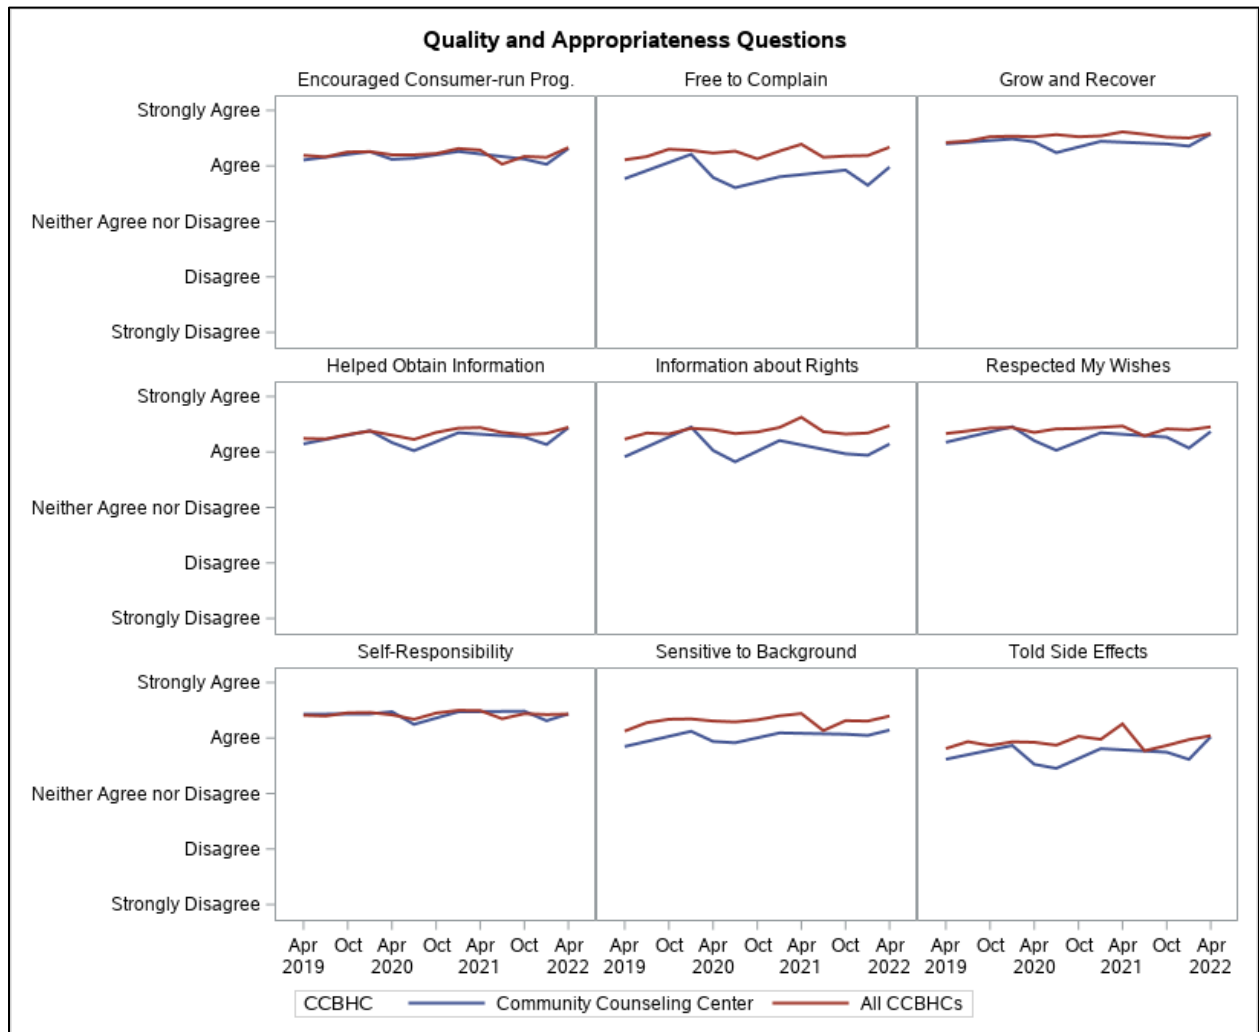 Quality and Appropriateness Questions
Encouraged Consumer-run Prog.
Free to Complain
Grow and Recover
Strongly Agree
Agree
Neither Agree nor Disagree
Disagree
Strongly Disagree
Helped Obtain Information
Information about Rights
Respected My Wishes
Strongly Agree
Agree
Neither Agree nor Disagree
Disagree
Strongly Disagree
Self-Responsibility
Sensitive to Background
Told Side Effects
Strongly Agree
Agree
Neither Agree nor Disagree
Disagree
Strongly Disagree
Apr Oct Apr Oct Apr Oct Apr
2019 2020 2021 2022
Apr Oct Apr Oct Apr Oct Apr
2019 2020 2021 2022
Apr Oct Apr Oct Apr Oct Apr
2019 2020 2021 2022
CCBHC Community Counseling Center All CCBHCs